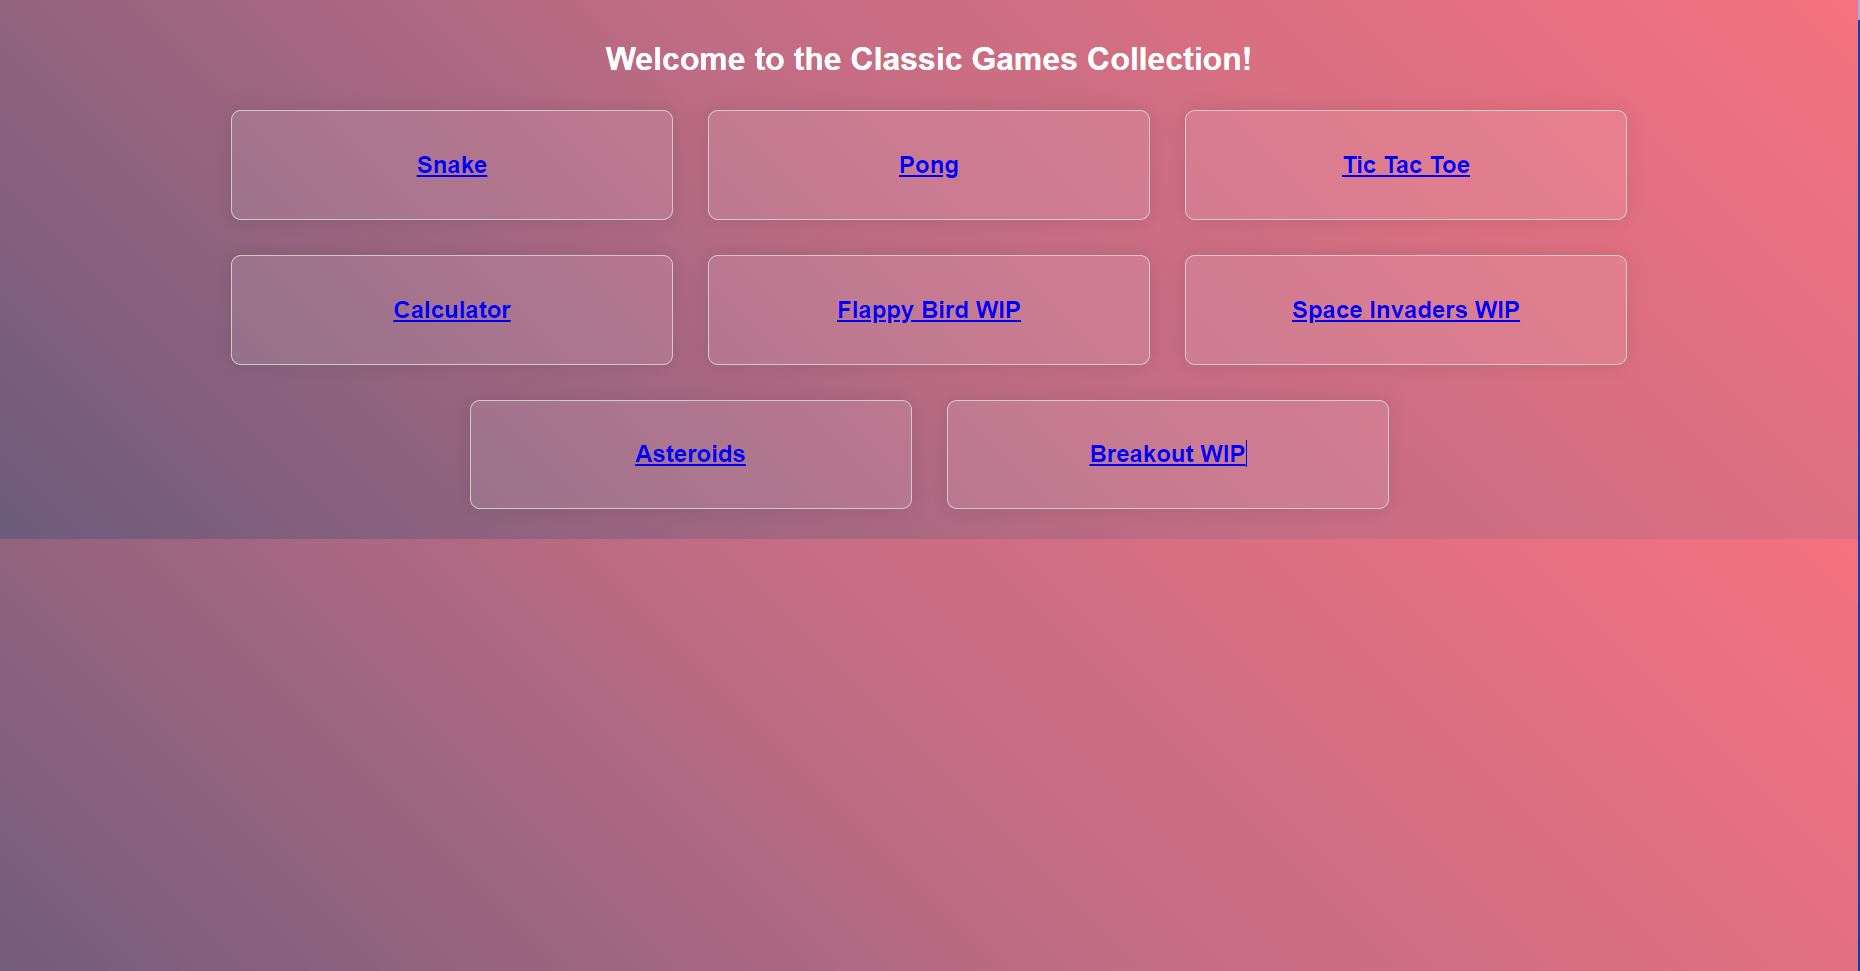 Welcome to the Classic Games Collection!
Snake
Pong
Tic Tac Toe
Calculator
Flappy Bird WIP
Space Invaders WIP
Asteroids
Breakout WIP